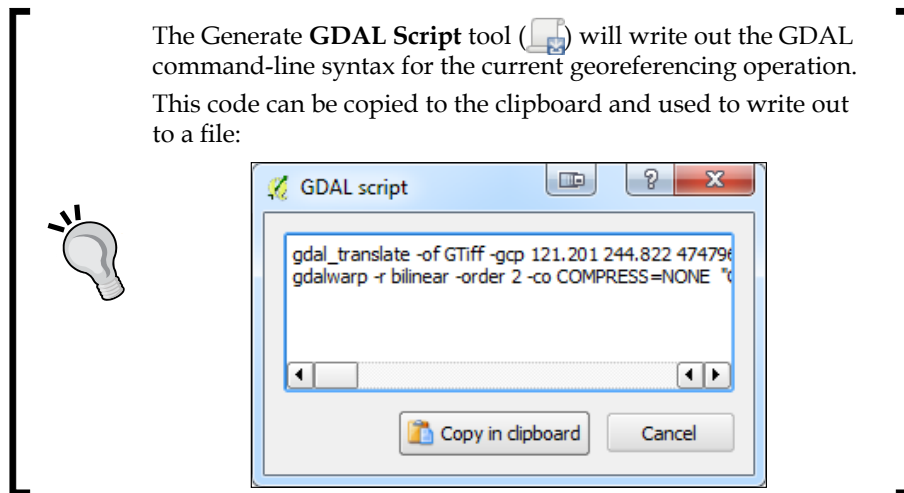 The Generate GDAL Script tool ( ) will write out the GDAL
command-line syntax for the current georeferencing operation.
This code can be copied to the clipboard and used to write out
to a file:
GDAL script
gdal_translate -of GTiff -gcp 121.201 244.822 474796
gdalwarp -r bilinear -order 2 -co COMPRESS=NONE "
Copy in clipboard
Cancel